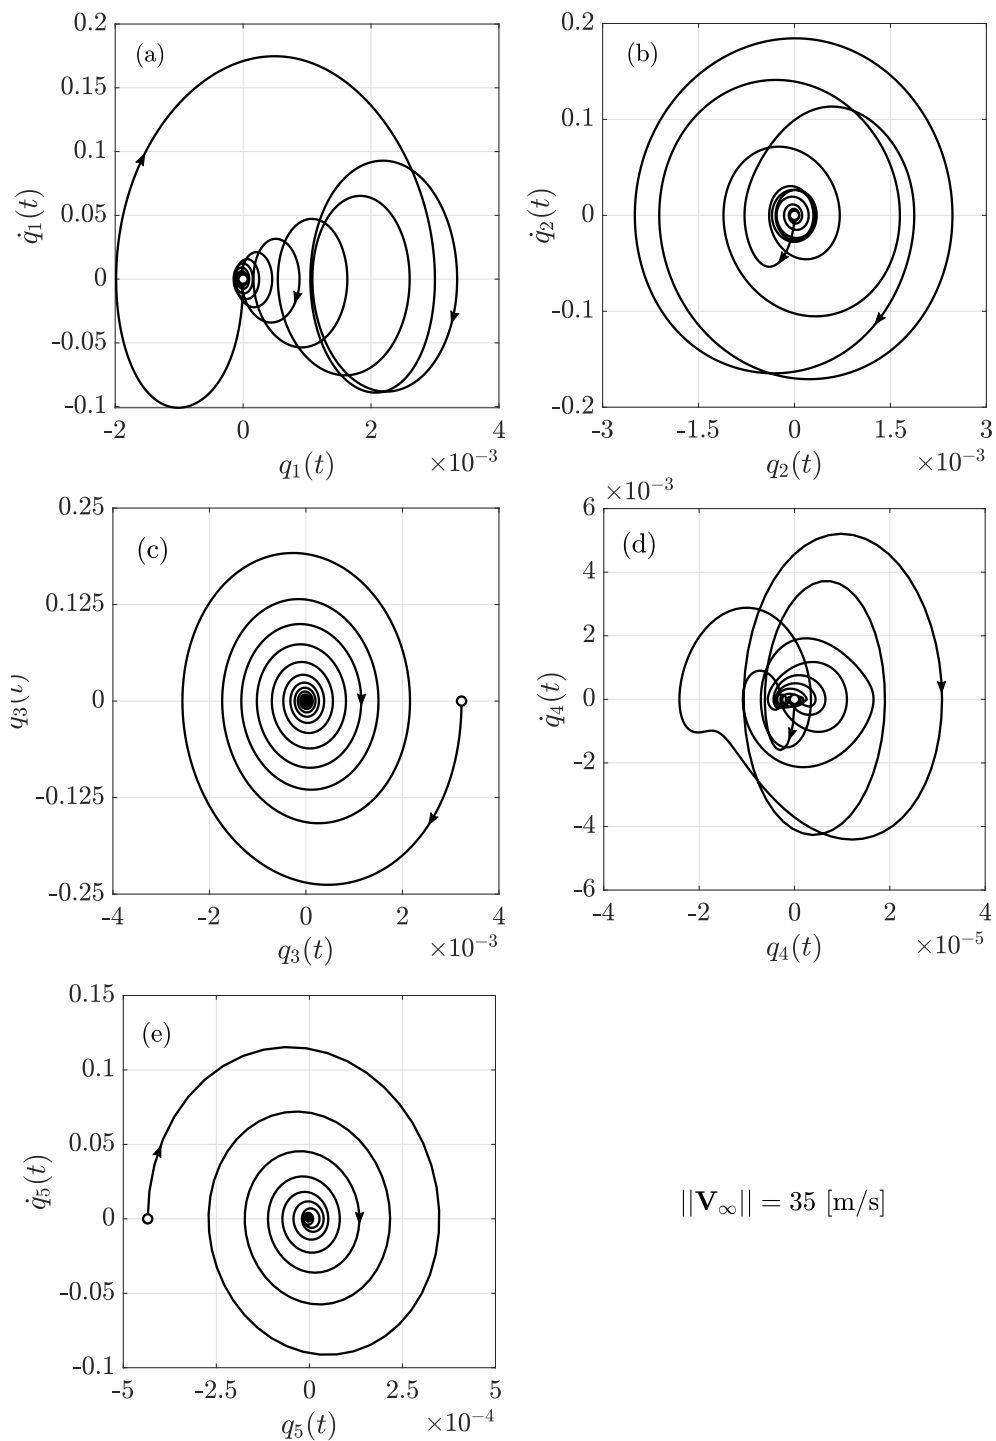 (a)
0.2
0.15
0.1
0.05
0
-0.05
-0.1
q̇₁(t)
-2 0 2 4
q₁(t) ×10⁻³
(b)
0.2
0.1
0
-0.1
-0.2
q̇₂(t)
-3 -1.5 0 1.5 3
q₂(t) ×10⁻³
(c)
0.25
0.125
0
-0.125
-0.25
q₃(t)
-4 -2 0 2 4
q₃(t) ×10⁻³
(d)
×10⁻³
6
4
2
0
-2
-4
-6
q̇₄(t)
-4 -2 0 2 4
q₄(t) ×10⁻⁵
(e)
0.15
0.1
0.05
0
-0.05
-0.1
q̇₅(t)
-5 -2.5 0 2.5 5
q₅(t) ×10⁻⁴
||V∞|| = 35 [m/s]